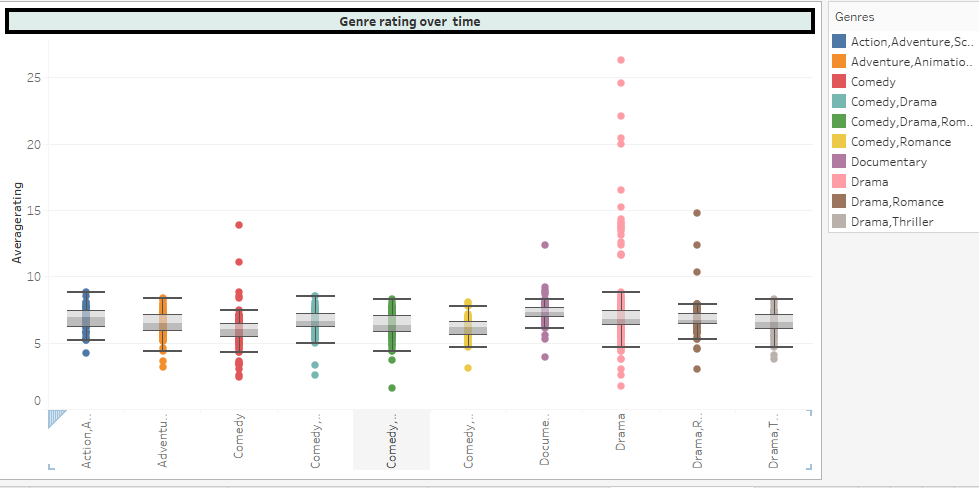 Genre rating over time
Genres
Action,Adventure,Sc..
Adventure,Animatio..
Comedy
Comedy,Drama
Comedy,Drama,Rom..
Comedy,Romance
Documentary
Drama
Drama,Romance
Drama,Thriller
Averagerating
25
20
15
10
5
0
Action,A..
Adventu..
Comedy
Comedy,..
Comedy,..
Comedy,..
Docume..
Drama
Drama,R..
Drama,T..